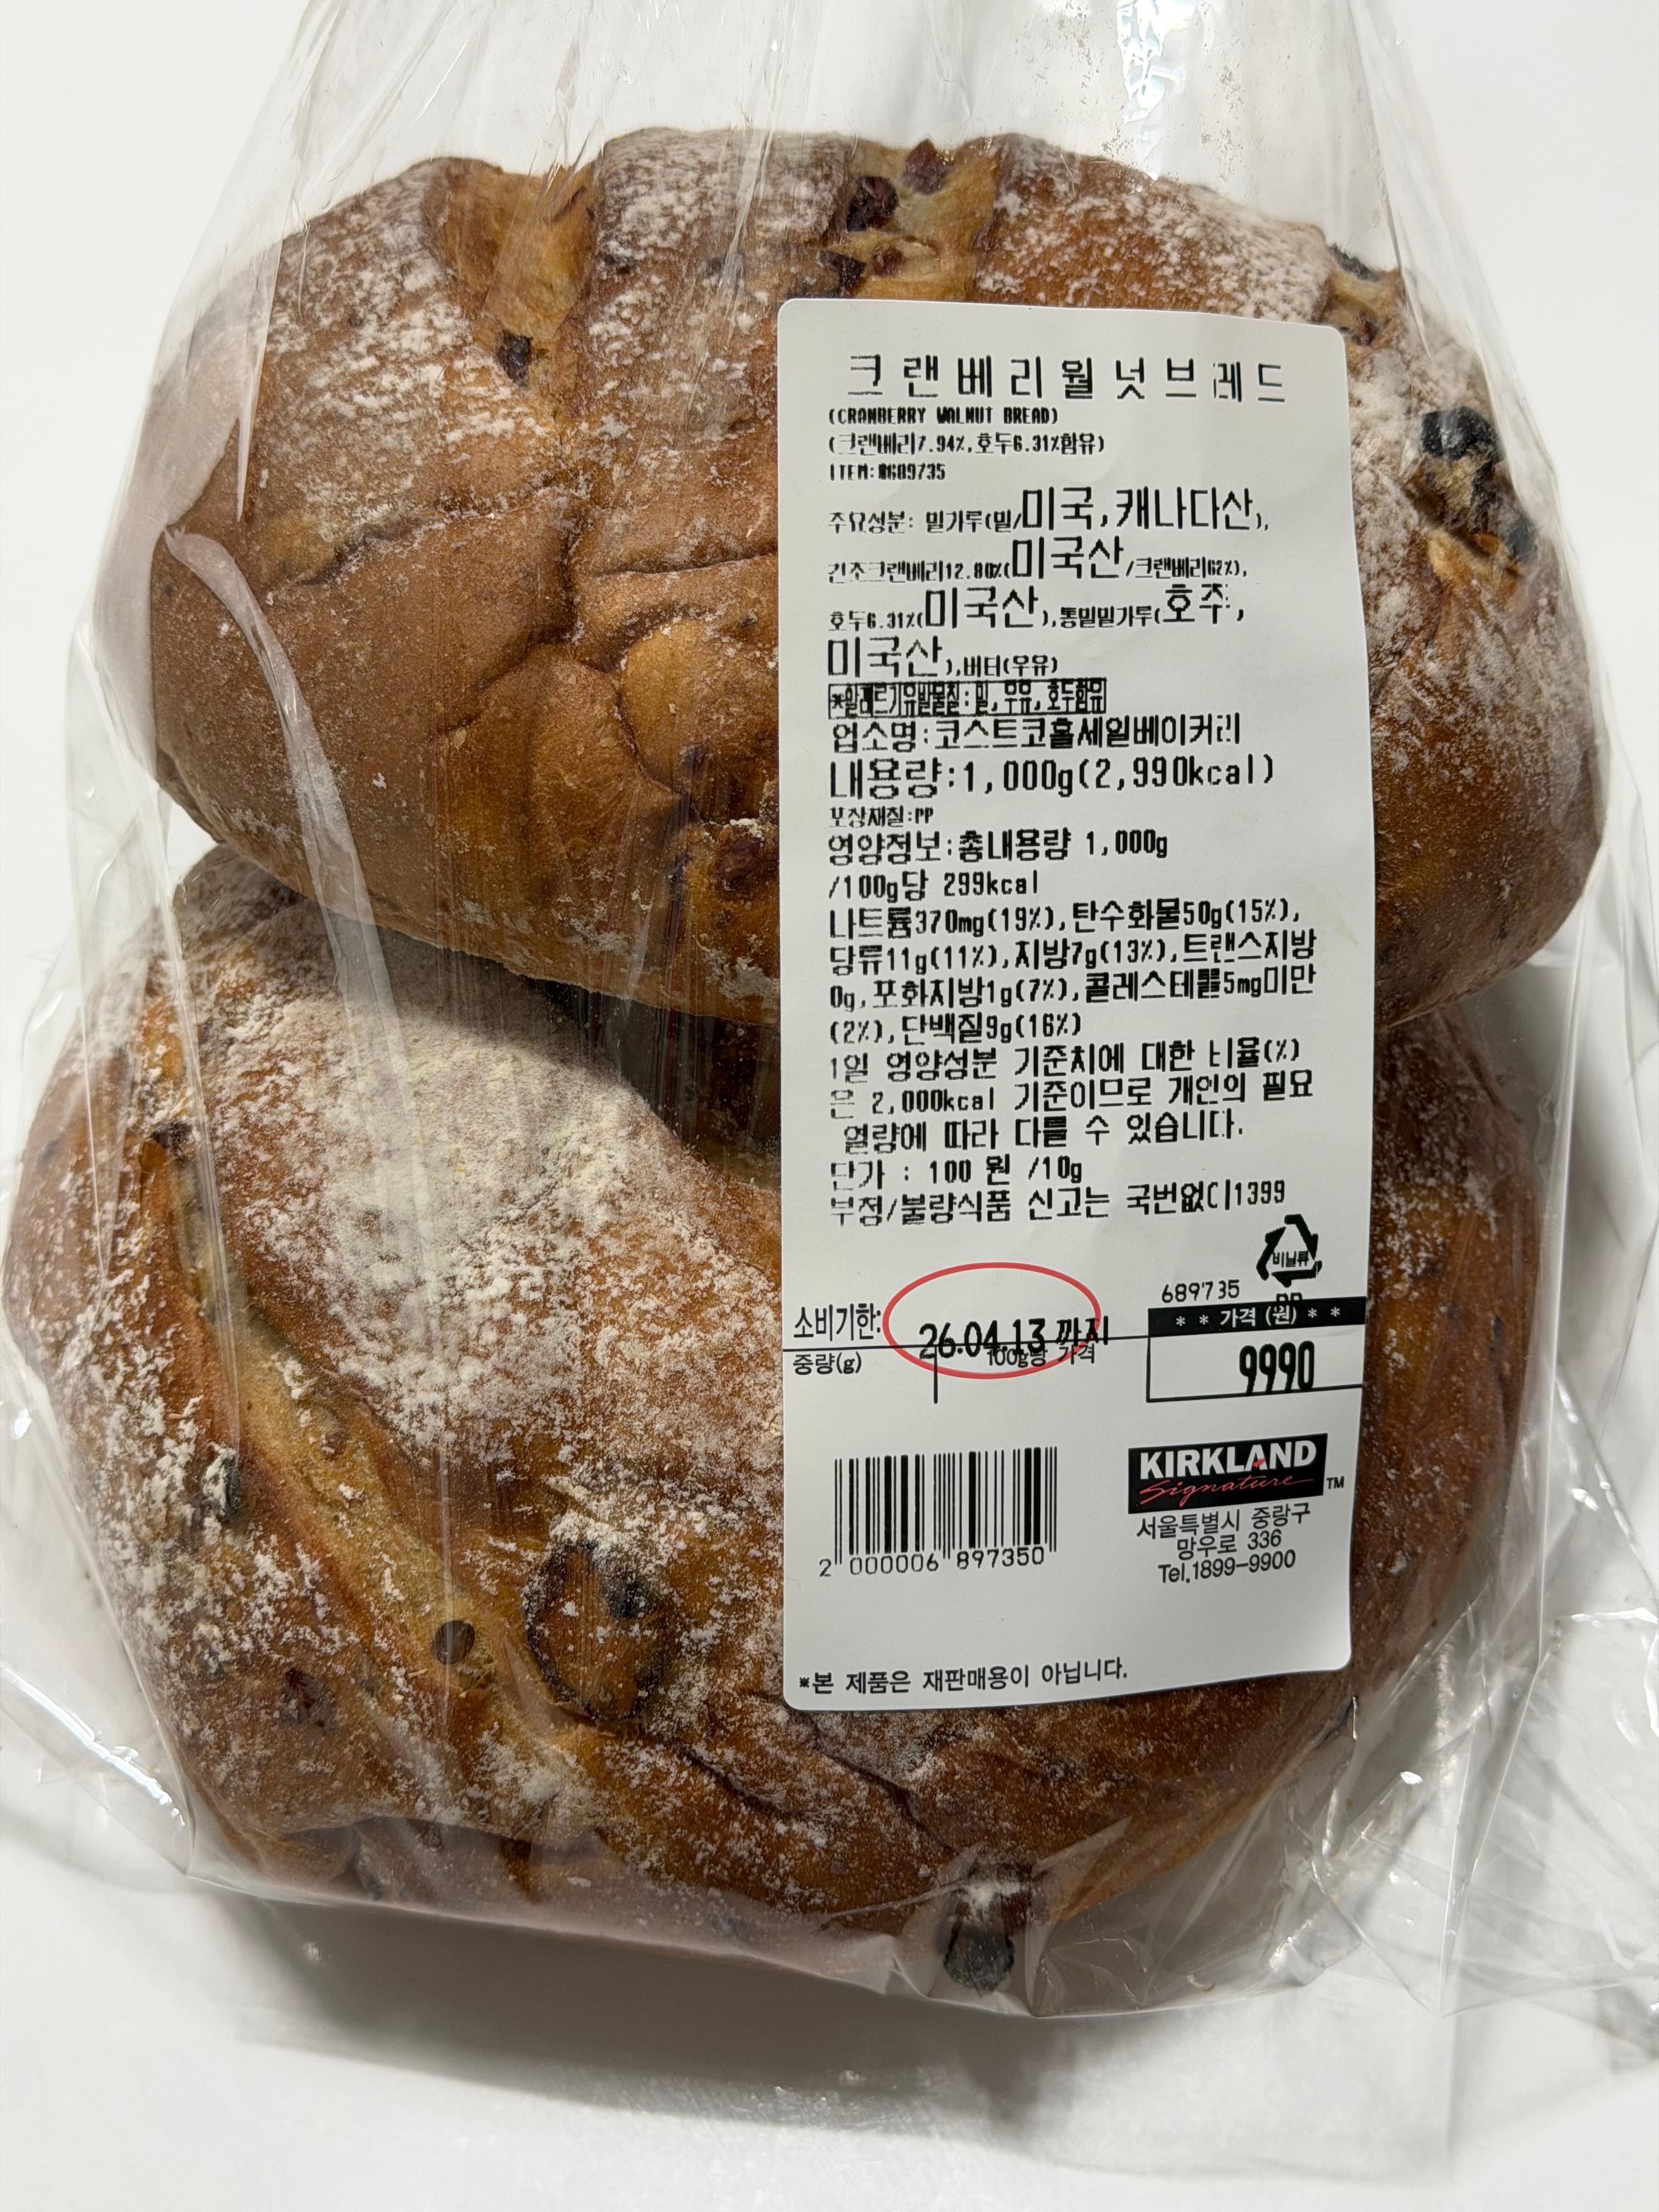 크랜베리월넛브레드
(CRANBERRY WALNUT BREAD)
(크랜베리7.94%,호두6.31%함유)
ITEM:#689735
주요성분: 밀가루(밀/미국,캐나다산),
건조크랜베리12.80%(미국산/크랜베리62%),
호두6.31%(미국산),통밀밀가루(호주,
미국산),버터(우유)
*알레르기유발물질:밀,우유,호두함유
업소명:코스트코홀세일베이커리
내용량:1,000g(2,990kcal)
포장재질:PP
영양정보:총내용량 1,000g
/100g당 299kcal
나트륨370mg(19%),탄수화물50g(15%),
당류11g(11%),지방7g(13%),트랜스지방
0g,포화지방1g(7%),콜레스테롤5mg미만
(2%),단백질9g(16%)
1일 영양성분 기준치에 대한 비율(%)
은 2,000kcal 기준이므로 개인의 필요
열량에 따라 다를 수 있습니다.
단가 : 100 원 /10g
부정/불량식품 신고는 국번없이1399
비닐류
PP
689735
소비기한: 26.04.13 까지
** 가격 (원) **
중량(g) 100g당 가격
9990
2 000006 897350
KIRKLAND
Signature TM
서울특별시 중랑구
망우로 336
Tel.1899-9900
※본 제품은 재판매용이 아닙니다.